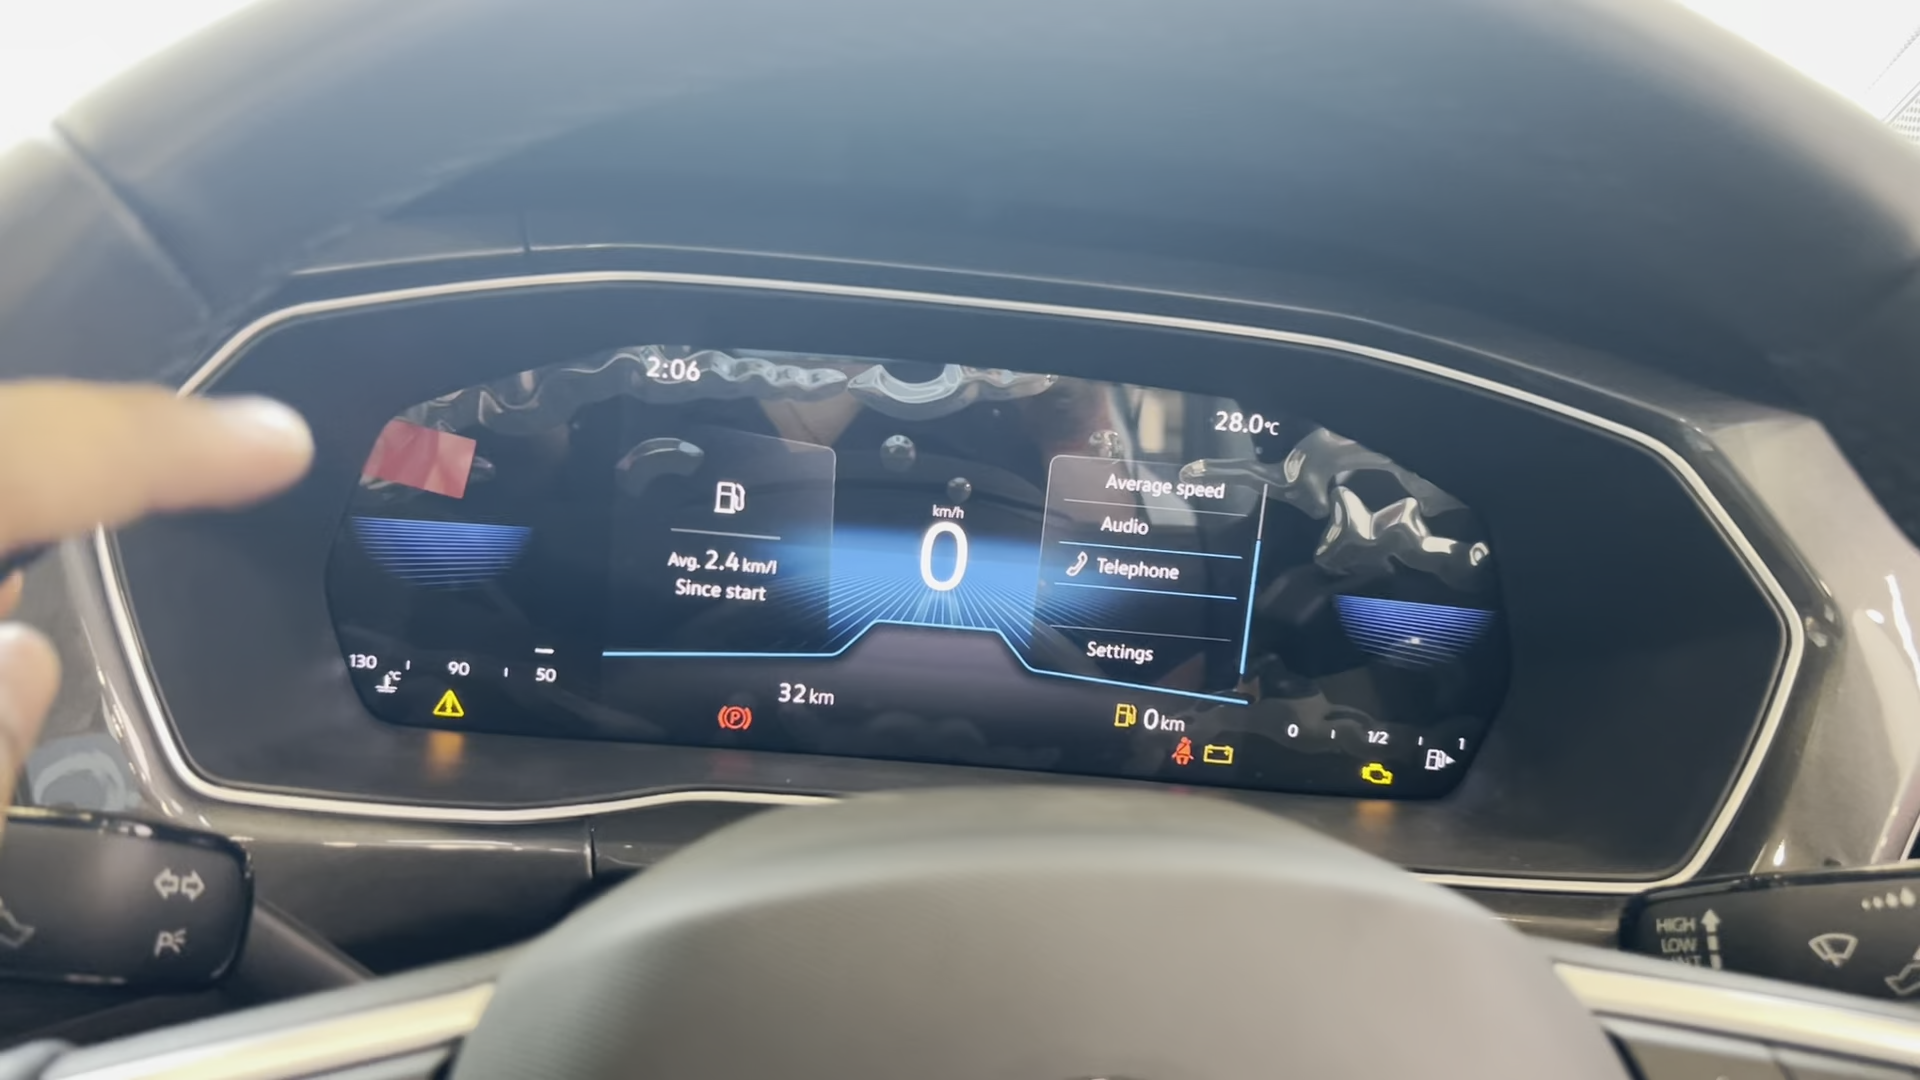 2:06
28.0°C
Average speed
km/h
0
Audio
Avg. 2.4 km/l
Since start
Telephone
Settings
130
90
50
°C
32 km
0 km
0
1/2
1
P
HIGH
LOW